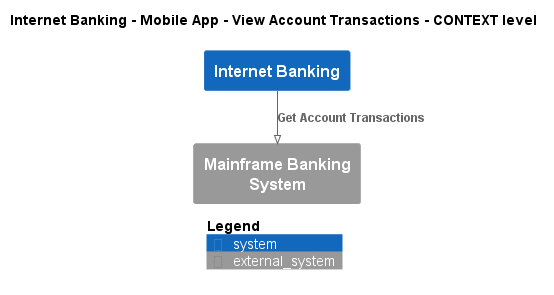 Internet Banking - Mobile App - View Account Transactions - CONTEXT level
Internet Banking
Get Account Transactions
Mainframe Banking
System
Legend
system
external_system